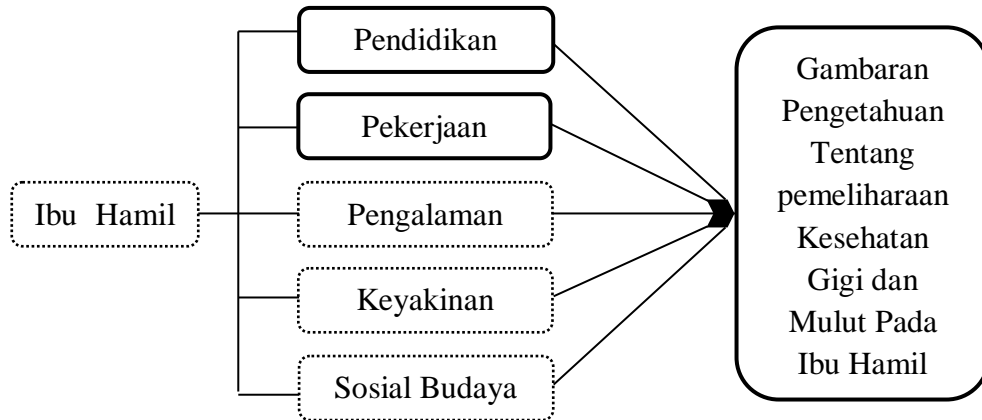 Pendidikan
Pekerjaan
Ibu Hamil
Pengalaman
Keyakinan
Sosial Budaya
Gambaran
Pengetahuan
Tentang
pemeliharaan
Kesehatan
Gigi dan
Mulut Pada
Ibu Hamil